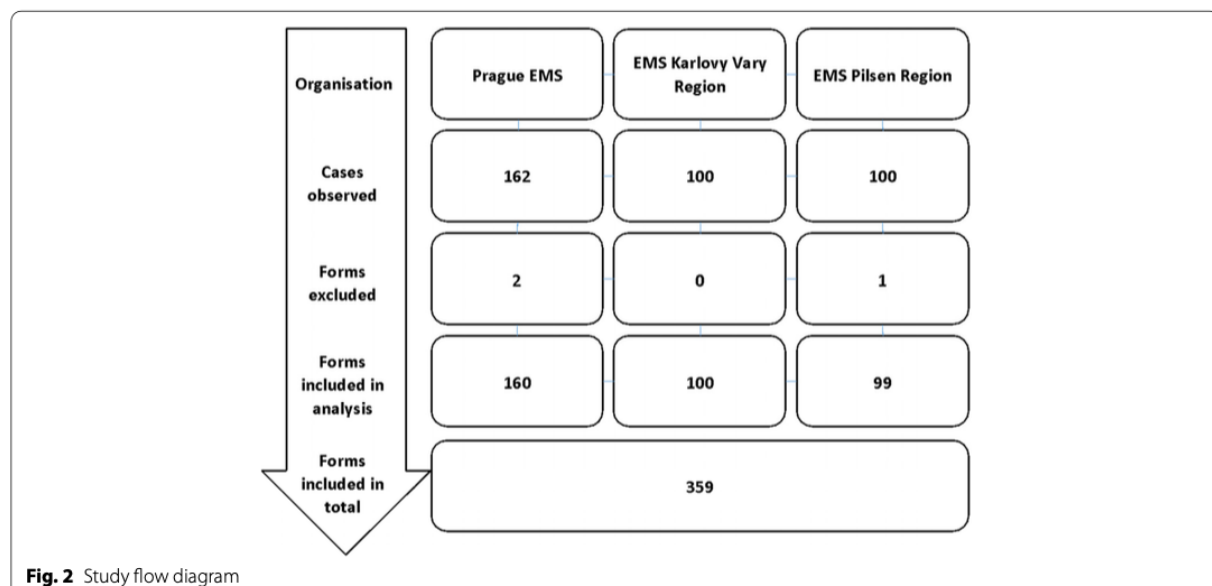 Organisation
Prague EMS
EMS Karlovy Vary
Region
EMS Pilsen Region
Cases
observed
162
100
100
Forms
excluded
2
0
1
Forms
included in
analysis
160
100
99
Forms
included in
total
359
Fig. 2 Study flow diagram